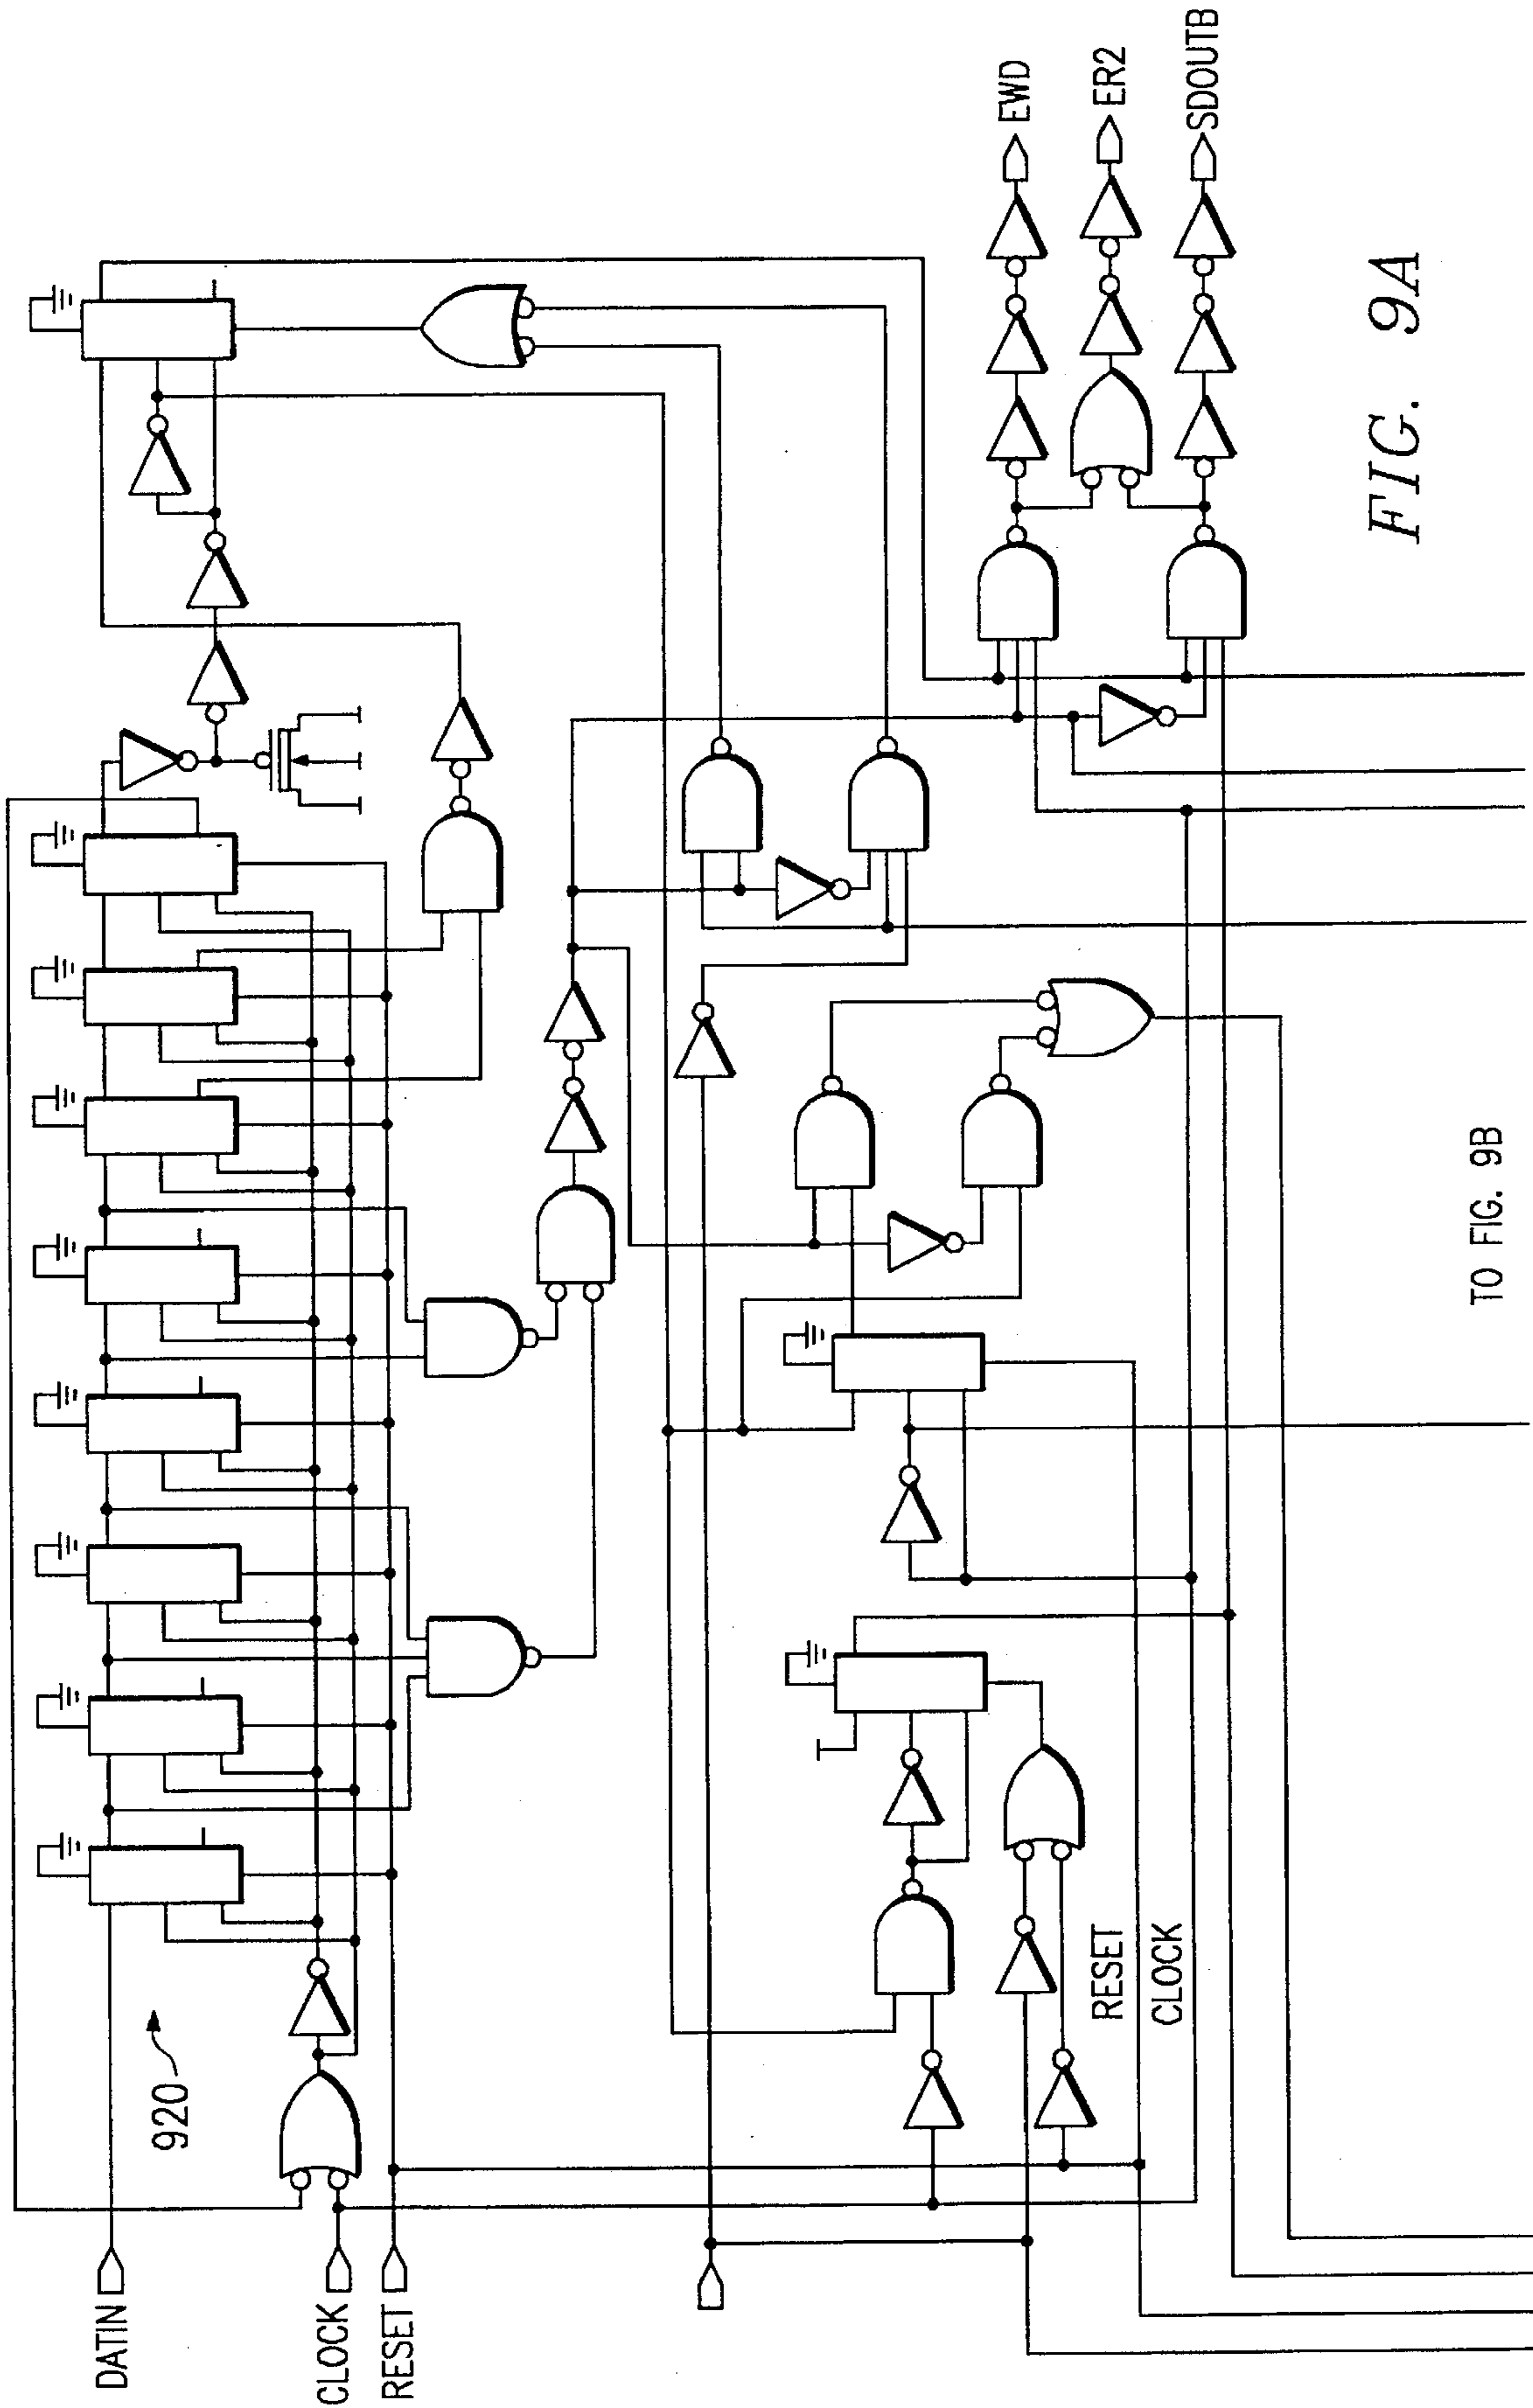 DATIN
920
CLOCK
RESET
RESET
CLOCK
EWD
ER2
SDOUTB
TO FIG. 9B
FIG. 9A